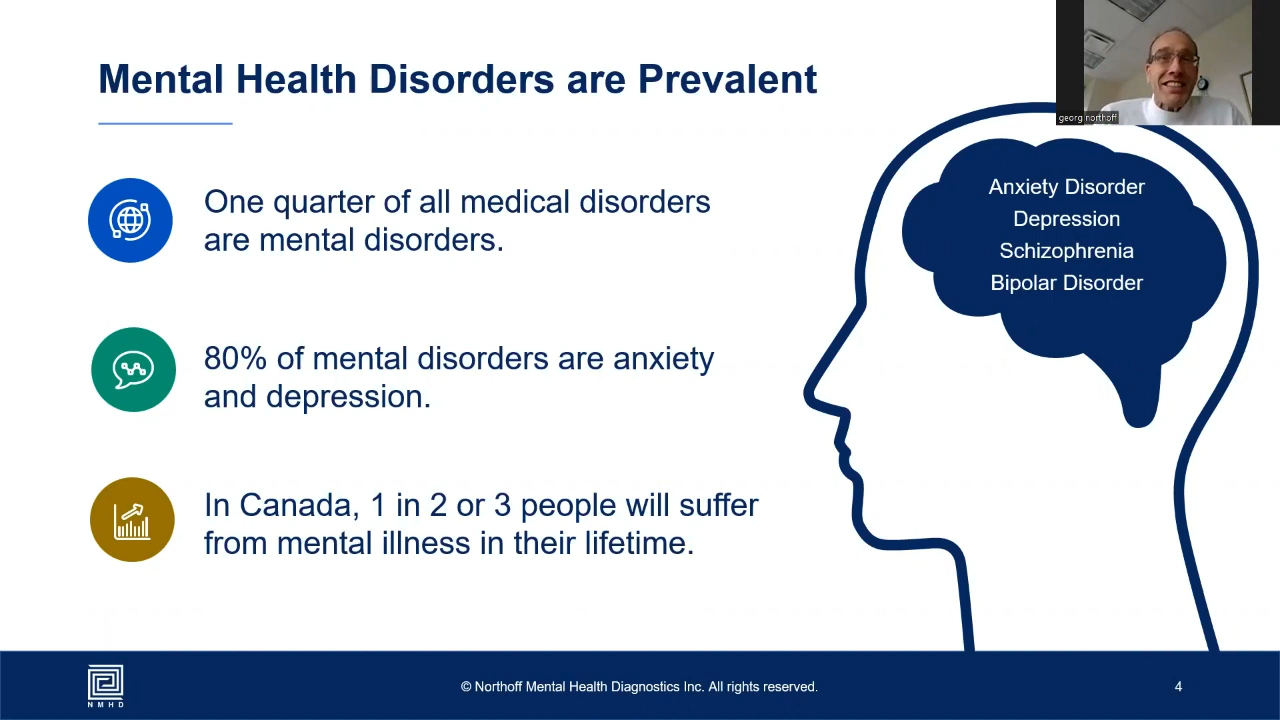 Mental Health Disorders are Prevalent
georg northoff
Anxiety Disorder
Depression
Schizophrenia
Bipolar Disorder
One quarter of all medical disorders
are mental disorders.
80% of mental disorders are anxiety
and depression.
In Canada, 1 in 2 or 3 people will suffer
from mental illness in their lifetime.
NMHD
© Northoff Mental Health Diagnostics Inc. All rights reserved.
4